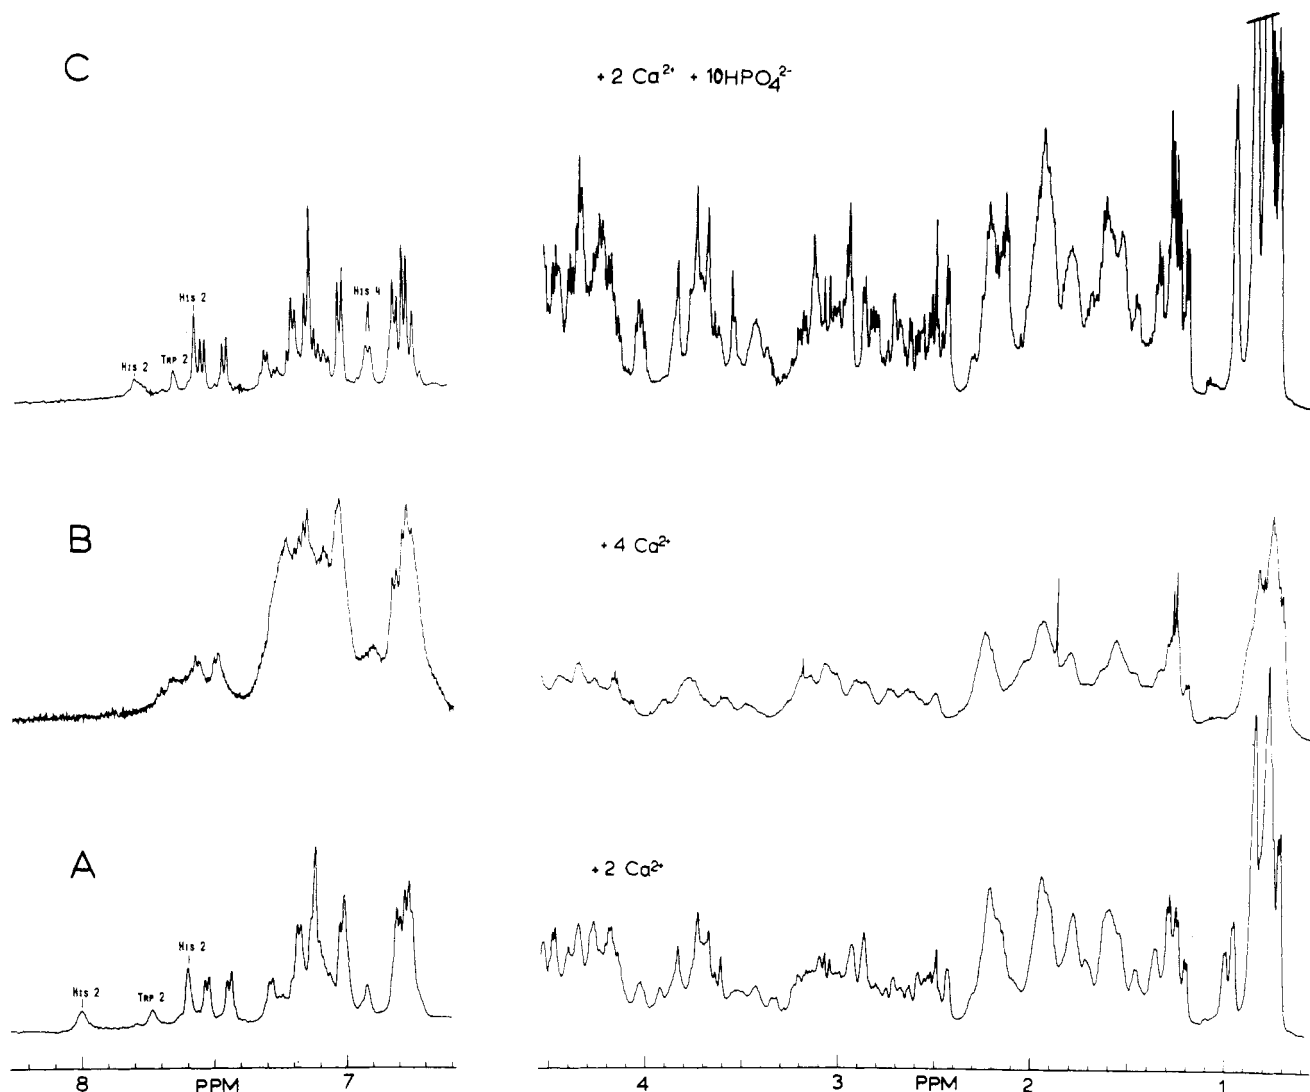 C
+ 2 Ca²⁺ + 10HPO₄²⁻
His 2
His 4
Trp 2
His 2
B
+ 4 Ca²⁺
A
+ 2 Ca²⁺
His 2
His 2
Trp 2
8 PPM 7 4 3 PPM 2 1